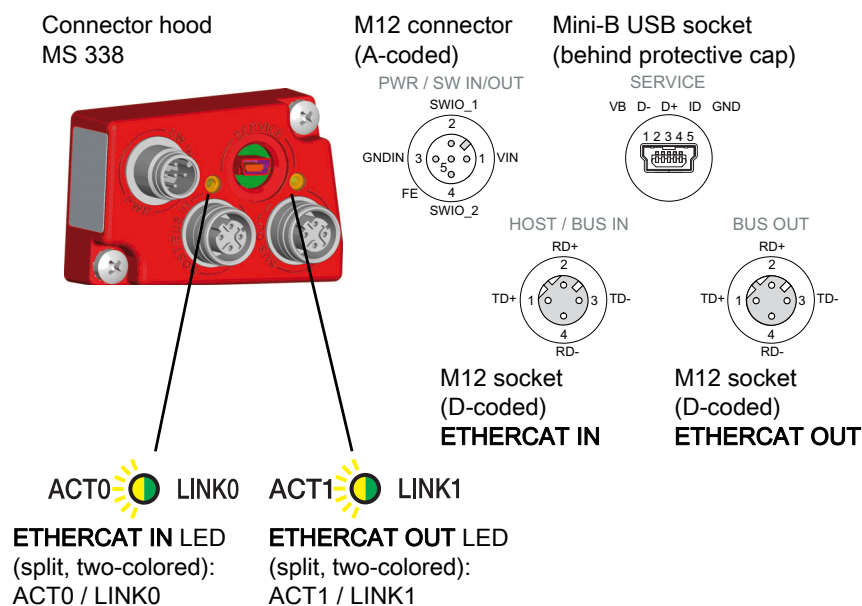 Connector hood
MS 338
M12 connector
(A-coded)
PWR / SW IN/OUT
SWIO_1
2
GNDIN 3 5 1 VIN
FE 4
SWIO_2
Mini-B USB socket
(behind protective cap)
SERVICE
VB D- D+ ID GND
1 2 3 4 5
SERVICE
PWR
HOST / BUS IN
RD+
2
TD+ 1 3 TD-
4
RD-
M12 socket
(D-coded)
ETHERCAT IN
BUS OUT
RD+
2
TD+ 1 3 TD-
4
RD-
M12 socket
(D-coded)
ETHERCAT OUT
ACT0 LINK0
ETHERCAT IN LED
(split, two-colored):
ACT0 / LINK0
ACT1 LINK1
ETHERCAT OUT LED
(split, two-colored):
ACT1 / LINK1